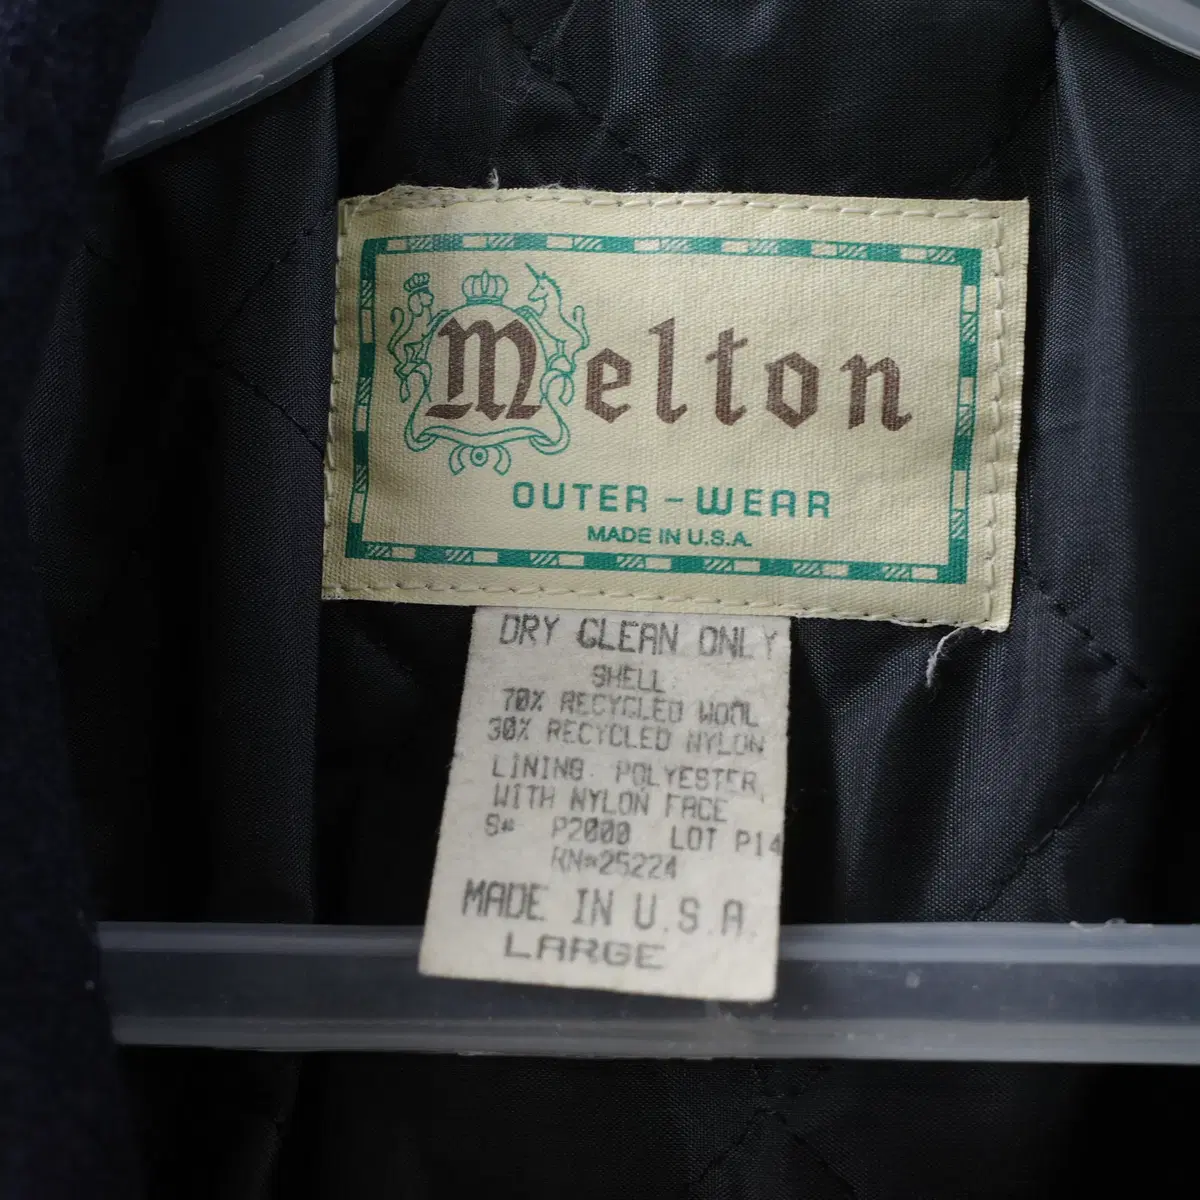 Melton
OUTER-WEAR
MADE IN U.S.A.
DRY CLEAN ONLY
SHELL
70% RECYCLED WOOL
30% RECYCLED NYLON
LINING POLYESTER
WITH NYLON FACE
S# P2000 LOT P14
RN#25224
MADE IN U.S.A.
LARGE